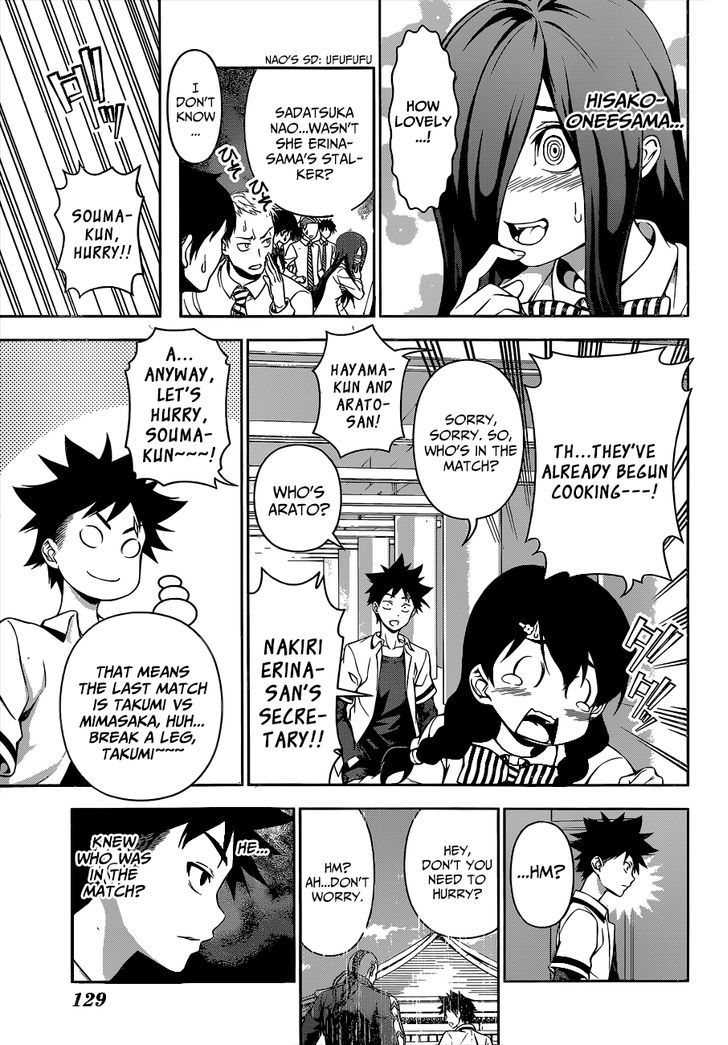 HISAKO-
ONEESAMA...
HOW
LOVELY
...!
NAO'S SD: UFUFUFU
SADATSUKA
NAO...WASN'T
SHE ERINA-
SAMA'S STAL-
KER?
I
DON'T
KNOW
...
SOUMA-
KUN,
HURRY!!
TH...THEY'VE
ALREADY BEGUN
COOKING---!
SORRY,
SORRY. SO,
WHO'S IN THE
MATCH?
HAYAMA-
KUN AND
ARATO-
SAN!
WHO'S
ARATO?
NAKIRI
ERINA-
SAN'S
SECRE-
TARY!!
A...
ANYWAY,
LET'S
HURRY,
SOUMA-
KUN~~~!
THAT MEANS
THE LAST MATCH
IS TAKUMI VS
MIMASAKA, HUH...
BREAK A LEG,
TAKUMI~~~
...HM?
HEY,
DON'T YOU
NEED TO
HURRY?
HM?
AH...DON'T
WORRY.
HE...
KNEW
WHO WAS
IN THE
MATCH?
129